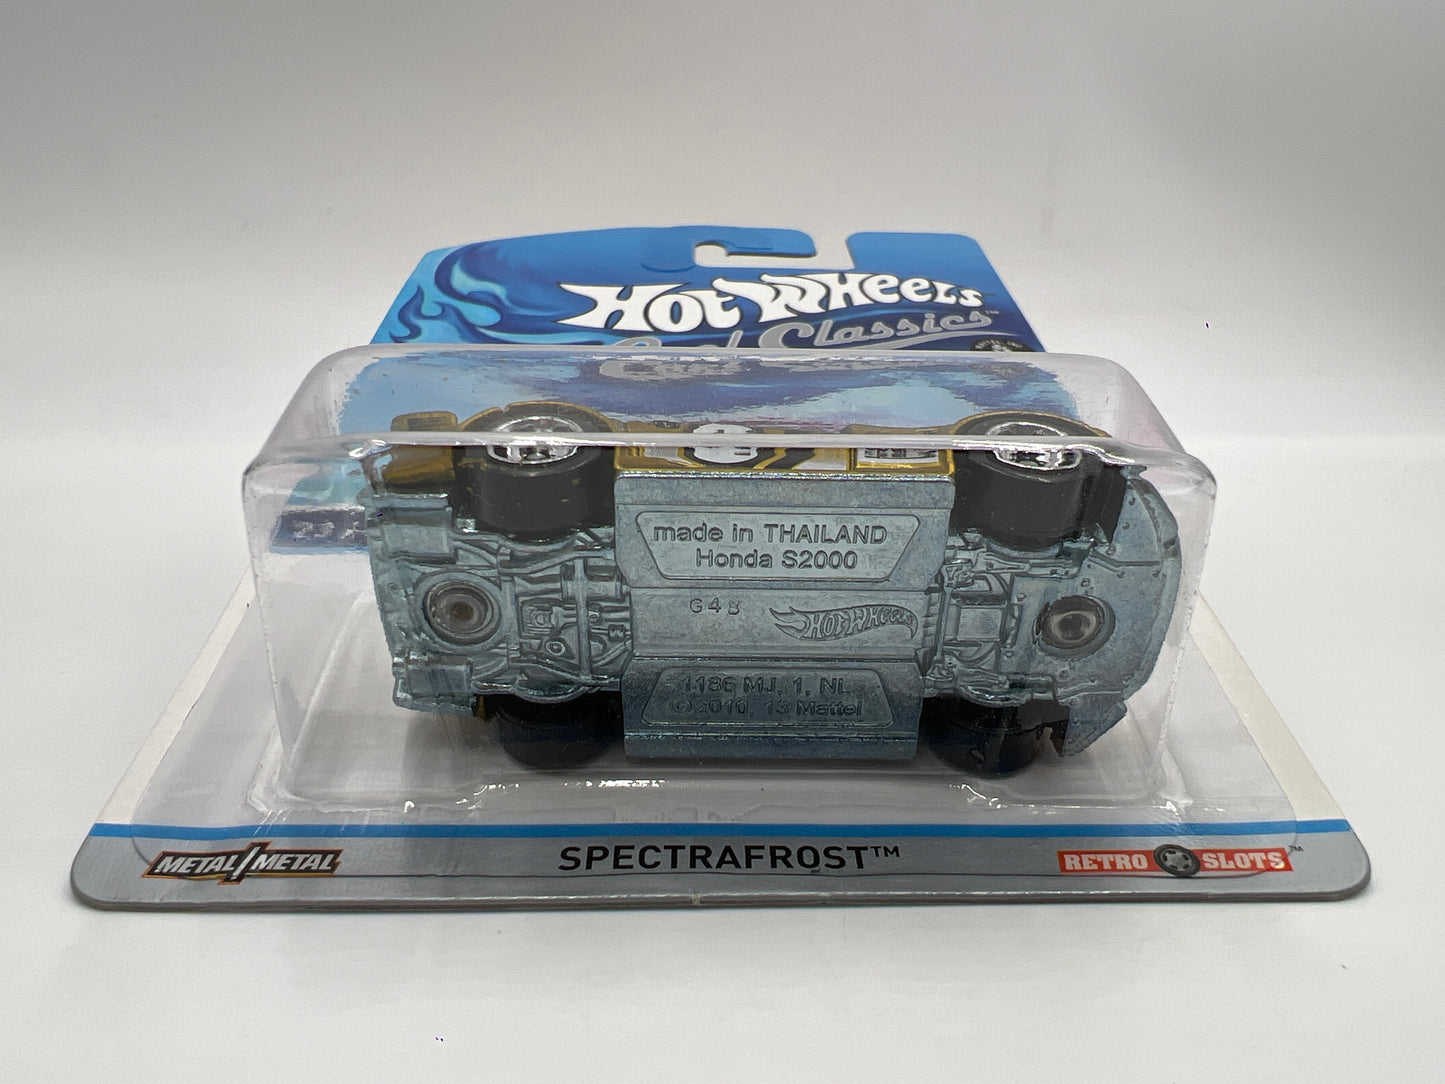 HOT WHEELS™
Cool Classics
made in THAILAND
Honda S2000
G48
HOT WHEELS
1186 MJ, 1, NL
©2010, 13 Mattel
METAL//METAL
SPECTRAFROST™
RETRO SLOTS™